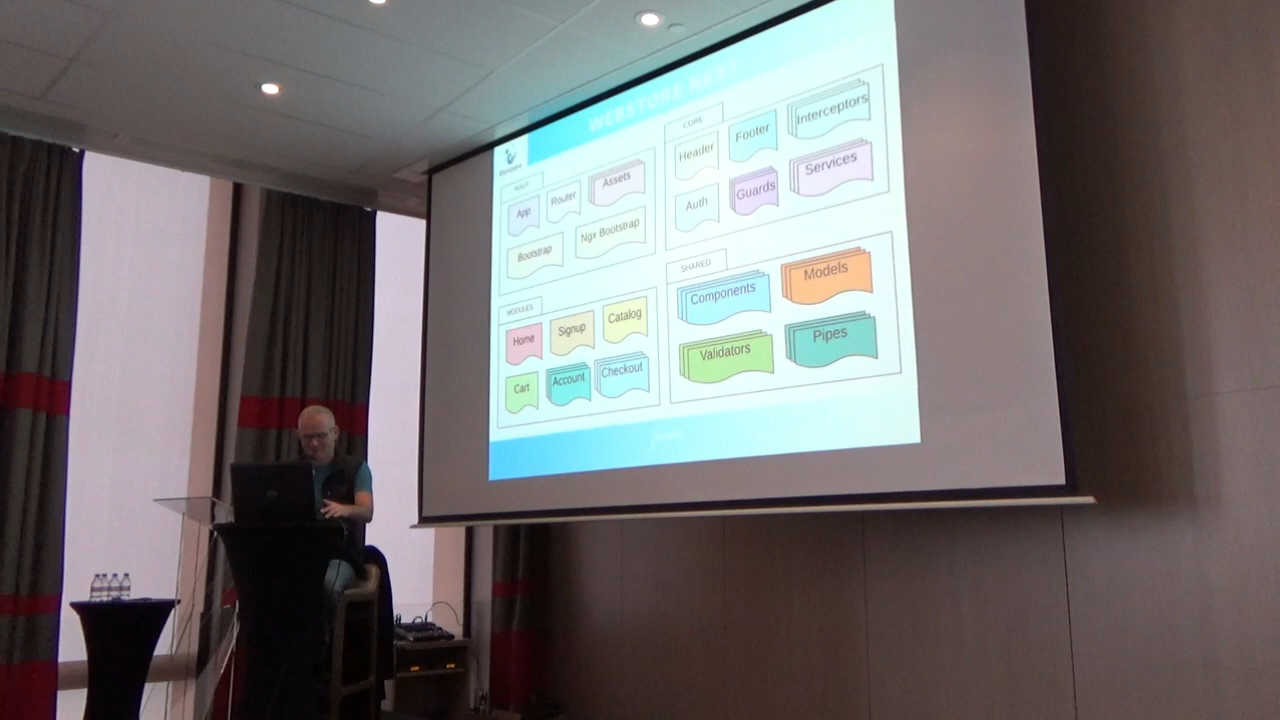 WEBSTORE NEXT
ROOT
App
Router
Assets
Bootstrap
Ngx Bootstrap
CORE
Header
Footer
Interceptors
Auth
Guards
Services
MODULES
Home
Signup
Catalog
Cart
Account
Checkout
SHARED
Components
Models
Validators
Pipes